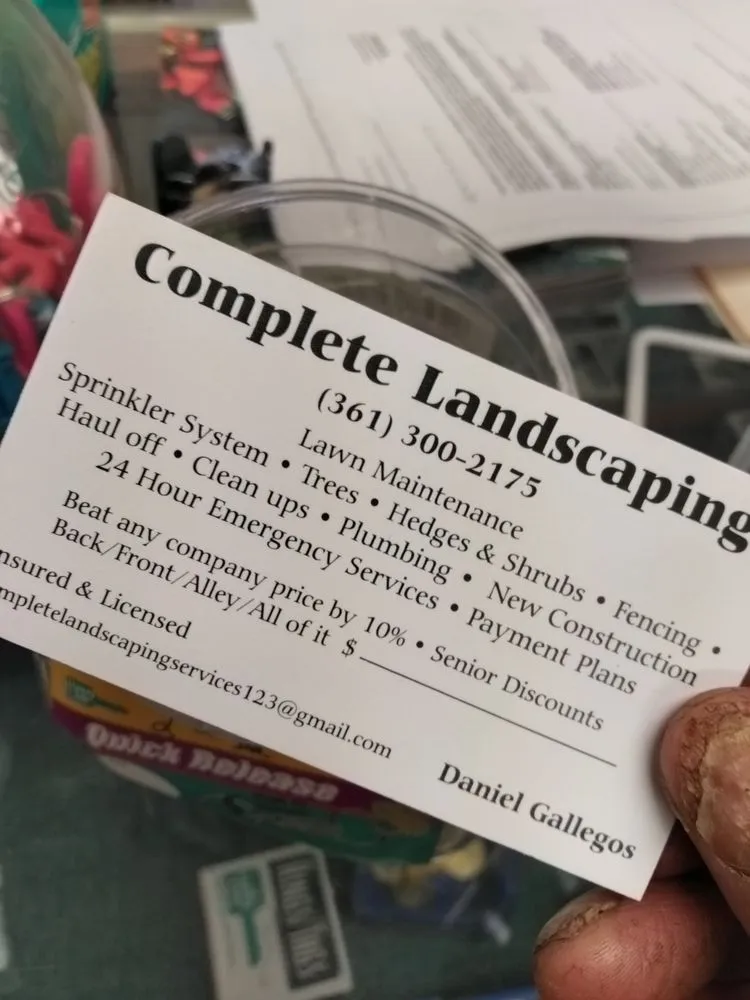 Complete Landscaping
(361) 300-2175
Lawn Maintenance
Sprinkler System • Trees • Hedges & Shrubs • Fencing •
Haul off • Clean ups • Plumbing • New Construction
24 Hour Emergency Services • Payment Plans
Beat any company price by 10% • Senior Discounts
Back/Front/Alley/All of it $
nsured & Licensed
mpletelandscapingservices123@gmail.com
Daniel Gallegos
Quick Release